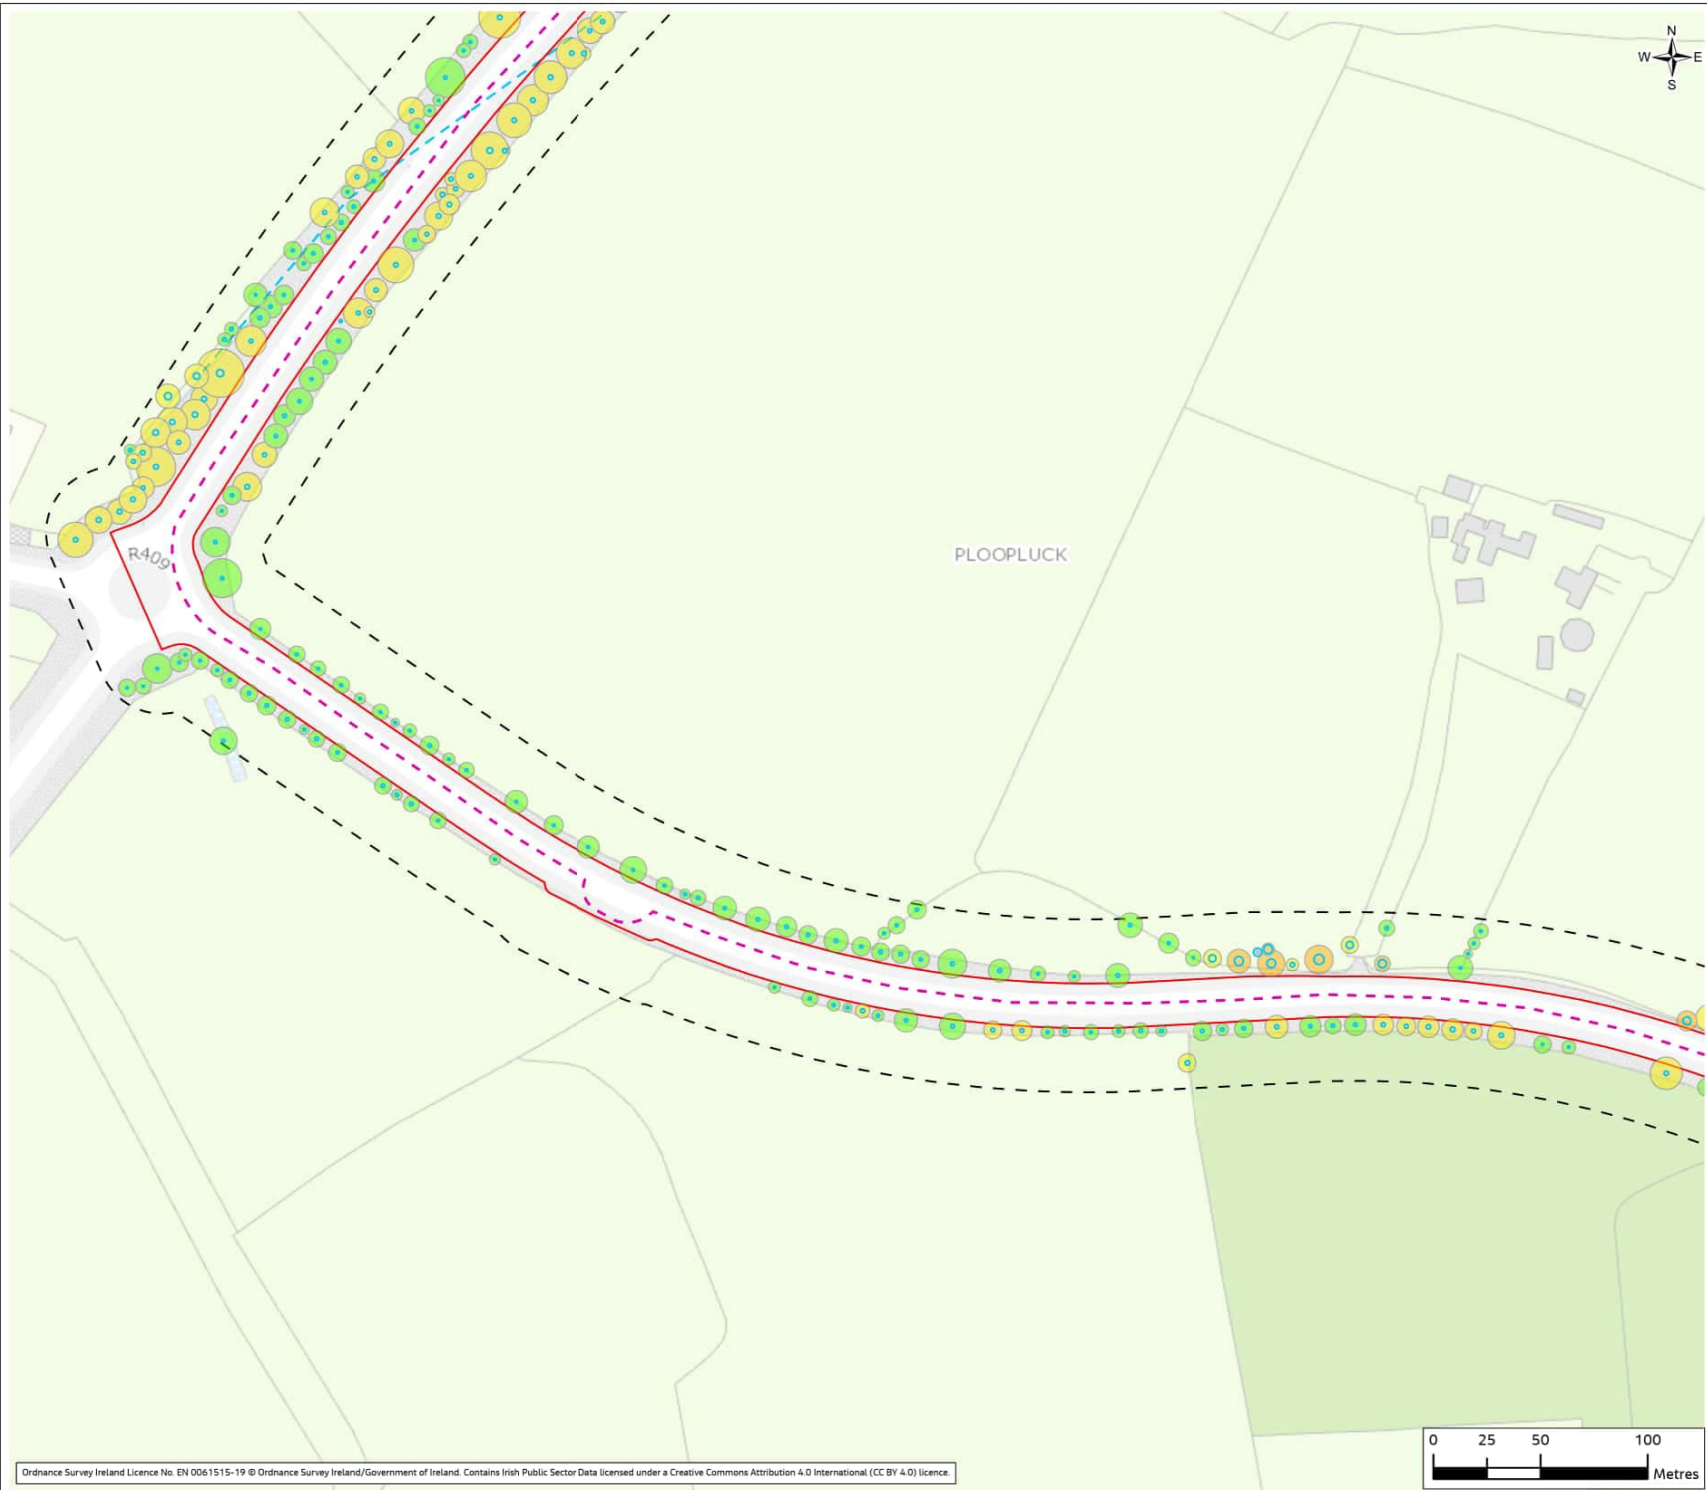 N
W E
S
R409
PLOOPLUCK
0 25 50 100
Metres
Ordnance Survey Ireland Licence No. EN 0061515-19 © Ordnance Survey Ireland/Government of Ireland. Contains Irish Public Sector Data licensed under a Creative Commons Attribution 4.0 International (CC BY 4.0) licence.